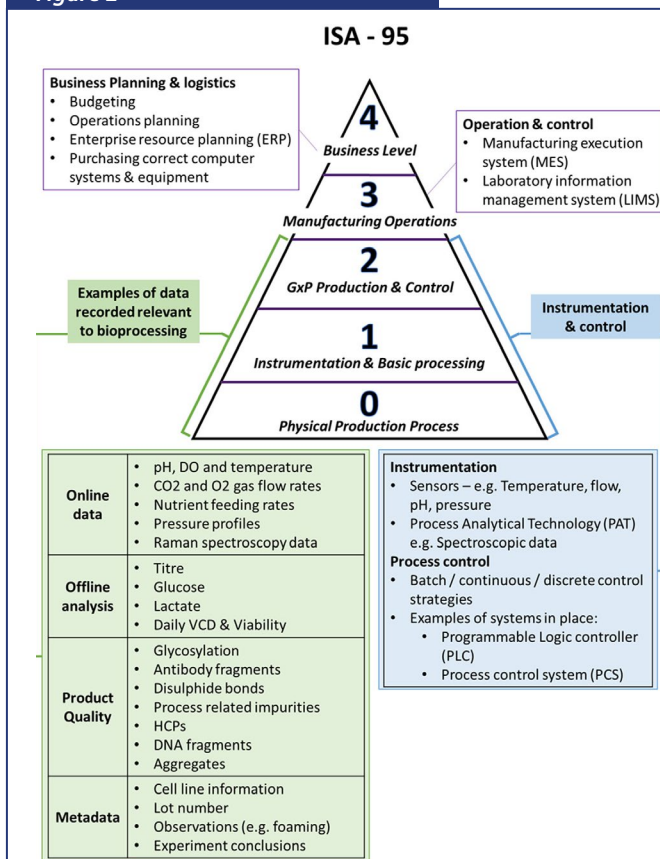 Figure 2
ISA - 95
Business Planning & logistics
• Budgeting
• Operations planning
• Enterprise resource planning (ERP)
• Purchasing correct computer
systems & equipment
4
Business Level
Operation & control
• Manufacturing execution
system (MES)
• Laboratory information
management system (LIMS)
3
Manufacturing Operations
2
GxP Production & Control
Examples of data
recorded relevant
to bioprocessing
Instrumentation
& control
1
Instrumentation & Basic processing
0
Physical Production Process
Online
data
• pH, DO and temperature
• CO2 and O2 gas flow rates
• Nutrient feeding rates
• Pressure profiles
• Raman spectroscopy data
Offline
analysis
• Titre
• Glucose
• Lactate
• Daily VCD & Viability
Product
Quality
• Glycosylation
• Antibody fragments
• Disulphide bonds
• Process related impurities
• HCPs
• DNA fragments
• Aggregates
Metadata
• Cell line information
• Lot number
• Observations (e.g. foaming)
• Experiment conclusions
Instrumentation
• Sensors – e.g. Temperature, flow,
pH, pressure
• Process Analytical Technology (PAT)
e.g. Spectroscopic data
Process control
• Batch / continuous / discrete control
strategies
• Examples of systems in place:
• Programmable Logic controller
(PLC)
• Process control system (PCS)